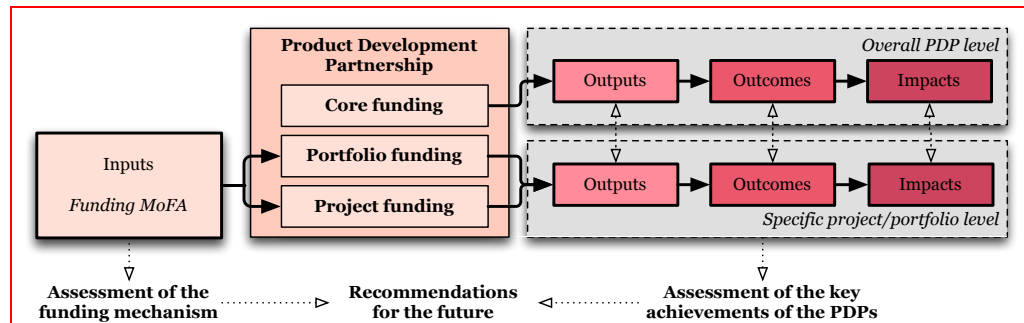 Product Development
Partnership
Core funding
Portfolio funding
Project funding
Inputs
Funding MoFA
Overall PDP level
Outputs
Outcomes
Impacts
Outputs
Outcomes
Impacts
Specific project/portfolio level
Assessment of the
funding mechanism
Recommendations
for the future
Assessment of the key
achievements of the PDPs